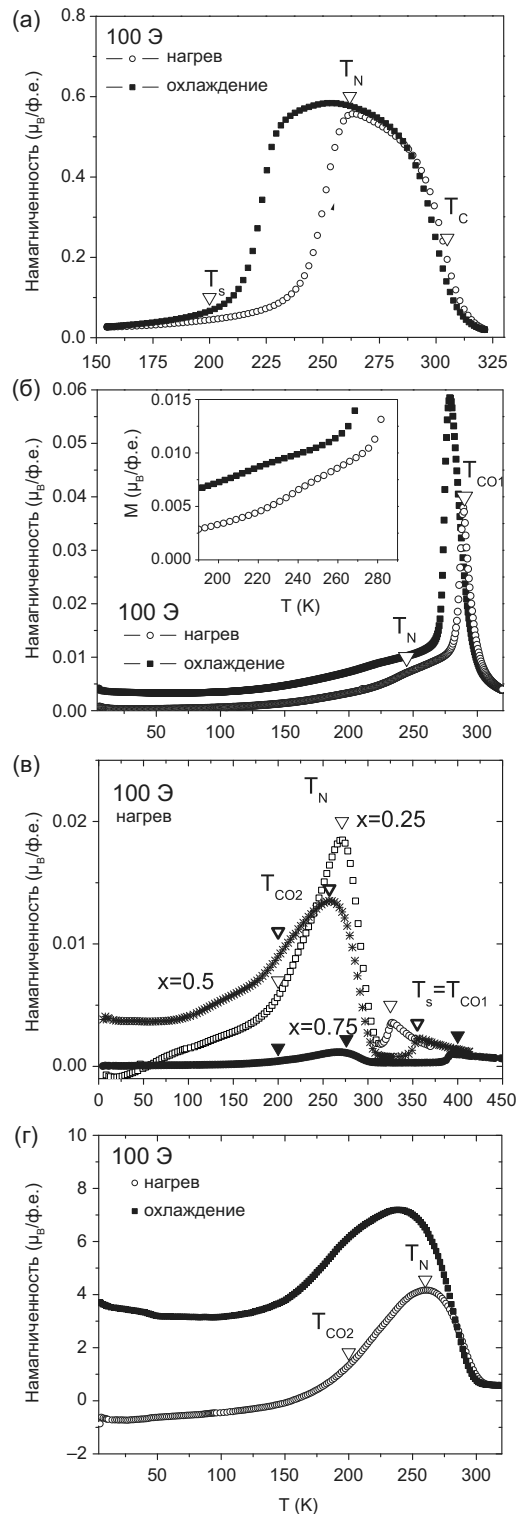 (а)
100 Э
нагрев
охлаждение
T_N
T_C
T_s
Намагниченность (μ_B/ф.е.)
0.8
0.6
0.4
0.2
0.0
150 175 200 225 250 275 300 325
(б)
0.06
0.05
0.04
0.03
0.02
0.01
0.00
Намагниченность (μ_B/ф.е.)
M (μ_B/ф.е.)
0.015
0.010
0.005
0.000
200 220 240 260 280
T (K)
T_CO1
100 Э
нагрев
охлаждение
T_N
50 100 150 200 250 300
(в)
100 Э
нагрев
T_N
x=0.25
T_CO2
x=0.5
T_s=T_CO1
x=0.75
Намагниченность (μ_B/ф.е.)
0.02
0.01
0.00
0 50 100 150 200 250 300 350 400 450
(г)
100 Э
нагрев
охлаждение
T_N
T_CO2
Намагниченность (μ_B/ф.е.)
10
8
6
4
2
0
−2
50 100 150 200 250 300
T (K)